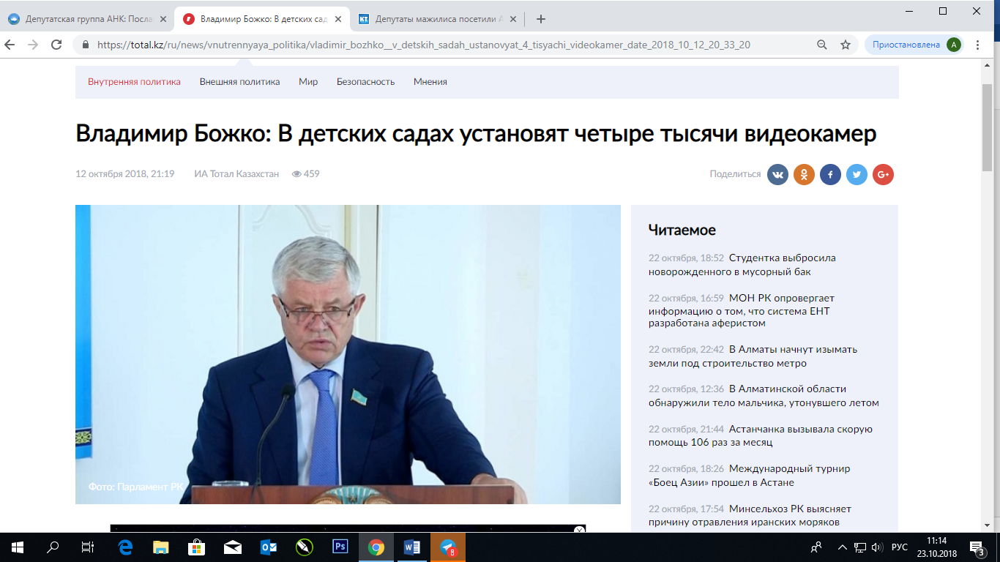 Депутатская группа АНК: Посла
Владимир Божко: В детских сад
Депутаты мажилиса посетили А
https://total.kz/ru/news/vnutrennyaya_politika/vladimir_bozhko__v_detskih_sadah_ustanovyat_4_tisyachi_videokamer_date_2018_10_12_20_33_20
Приостановлена
A
Внутренняя политика Внешняя политика Мир Безопасность Мнения
Владимир Божко: В детских садах установят четыре тысячи видеокамер
12 октября 2018, 21:19 ИА Тотал Казахстан 459 Поделиться
Фото: Парламент РК
Читаемое
22 октября, 18:52 Студентка выбросила
новорожденного в мусорный бак
22 октября, 16:59 МОН РК опровергает
информацию о том, что система ЕНТ
разработана аферистом
22 октября, 22:42 В Алматы начнут изымать
земли под строительство метро
22 октября, 12:36 В Алматинской области
обнаружили тело мальчика, утонувшего летом
22 октября, 21:44 Астанчанка вызывала скорую
помощь 106 раз за месяц
22 октября, 18:26 Международный турнир
«Боец Азии» прошел в Астане
22 октября, 17:54 Минсельхоз РК выясняет
причину отравления иранских моряков
РУС
11:14
23.10.2018
3
8